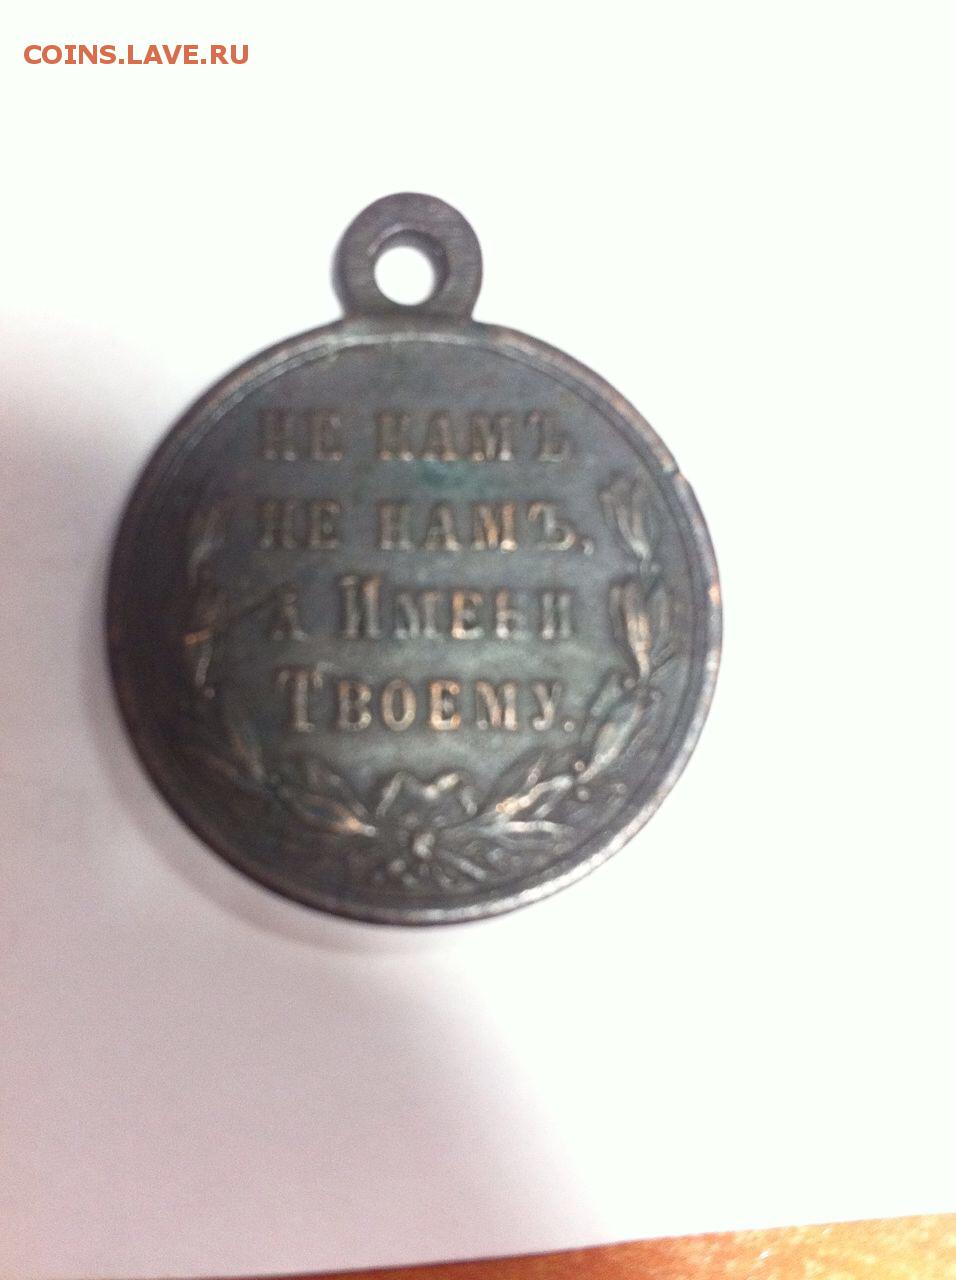 COINS.LAVE.RU
НЕ НАМЪ
НЕ НАМЪ,
А ИМЕНИ
ТВОЕМУ.